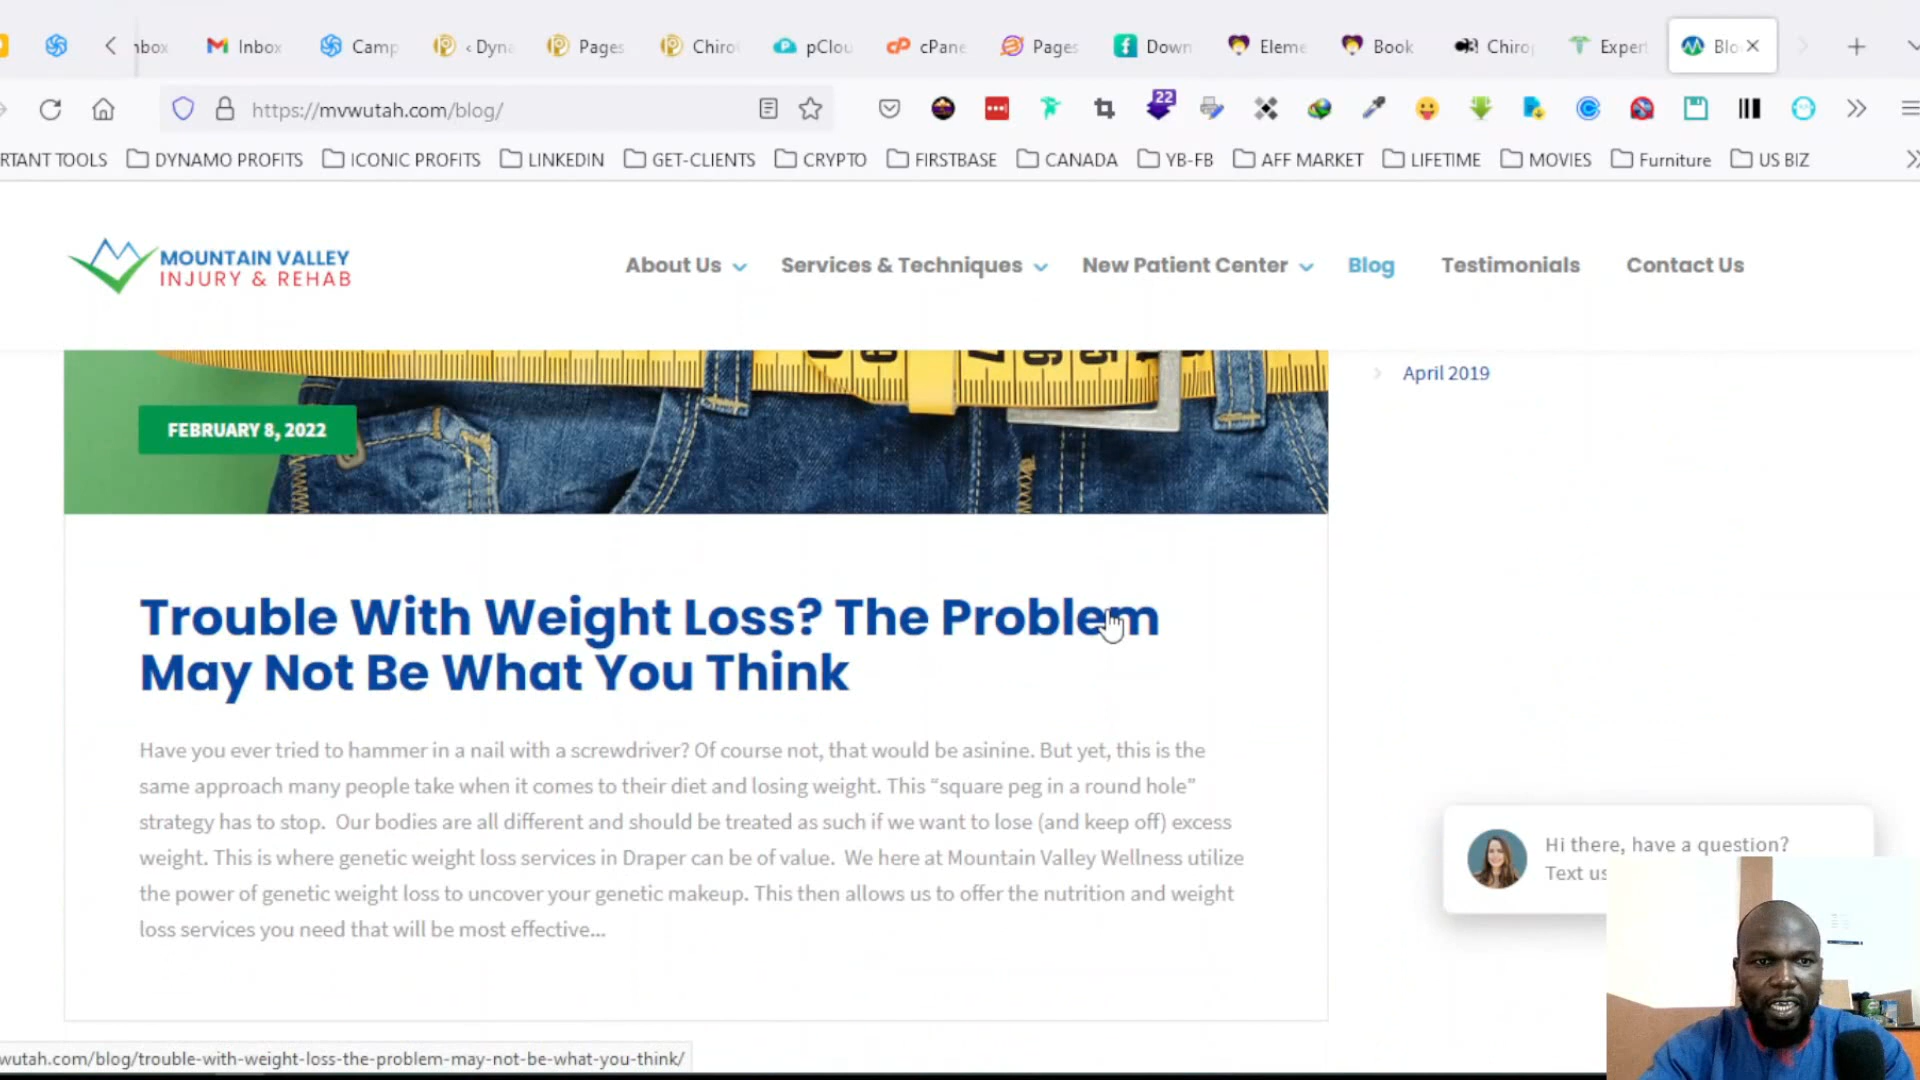 nbox
Inbox
Camp
‹ Dyna
Pages
Chiro
pClou
cPane
Pages
Down
Eleme
Book
Chirop
Exper
Blo
https://mvwutah.com/blog/
22
RTANT TOOLS
DYNAMO PROFITS
ICONIC PROFITS
LINKEDIN
GET-CLIENTS
CRYPTO
FIRSTBASE
CANADA
YB-FB
AFF MARKET
LIFETIME
MOVIES
Furniture
US BIZ
MOUNTAIN VALLEY
INJURY & REHAB
About Us
Services & Techniques
New Patient Center
Blog
Testimonials
Contact Us
April 2019
FEBRUARY 8, 2022
Trouble With Weight Loss? The Problem
May Not Be What You Think
Have you ever tried to hammer in a nail with a screwdriver? Of course not, that would be asinine. But yet, this is the
same approach many people take when it comes to their diet and losing weight. This “square peg in a round hole”
strategy has to stop. Our bodies are all different and should be treated as such if we want to lose (and keep off) excess
weight. This is where genetic weight loss services in Draper can be of value. We here at Mountain Valley Wellness utilize
the power of genetic weight loss to uncover your genetic makeup. This then allows us to offer the nutrition and weight
loss services you need that will be most effective...
Hi there, have a question?
Text us
wutah.com/blog/trouble-with-weight-loss-the-problem-may-not-be-what-you-think/